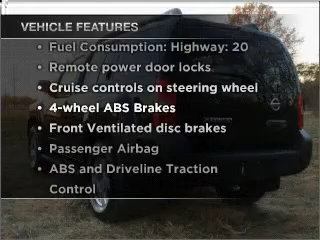 VEHICLE FEATURES
• Fuel Consumption: Highway: 20
• Remote power door locks
• Cruise controls on steering wheel
• 4-wheel ABS Brakes
• Front Ventilated disc brakes
• Passenger Airbag
• ABS and Driveline Traction
Control